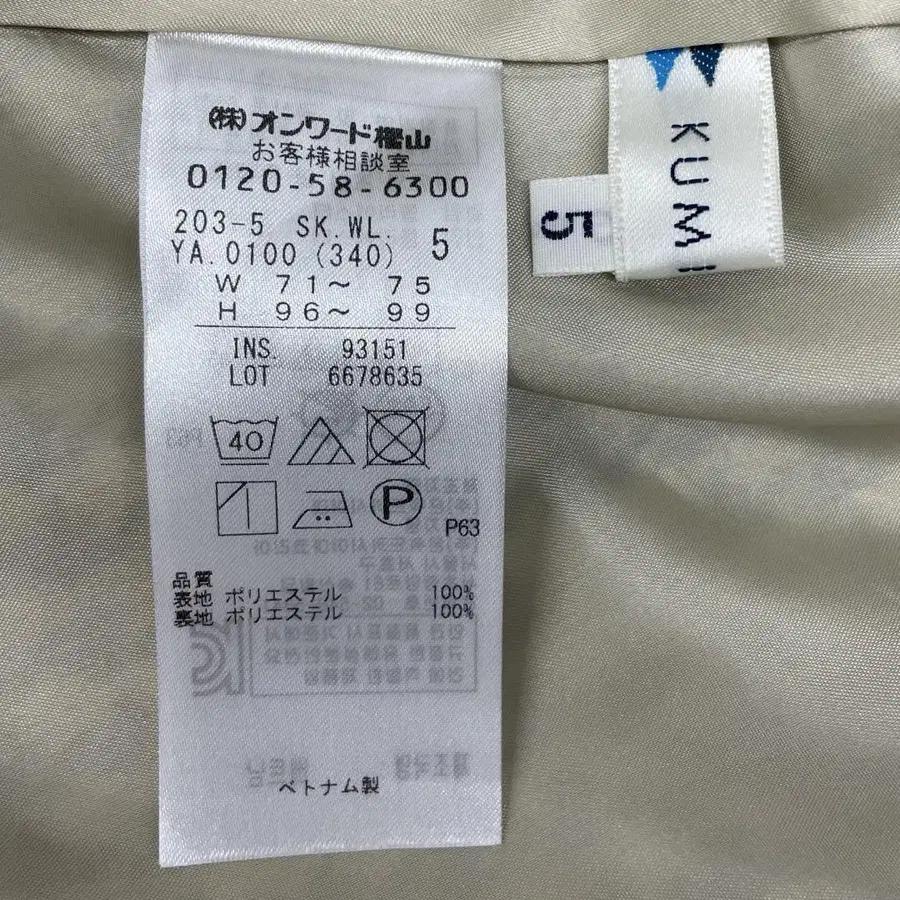 (株)オンワード樫山
お客様相談室
0120-58-6300
203-5 SK.WL. 5
YA.0100 (340)
W 71~ 75
H 96~ 99
INS. 93151
LOT 6678635
40
P
P63
品質
表地 ポリエステル 100%
裏地 ポリエステル 100%
ベトナム製
5
KUM